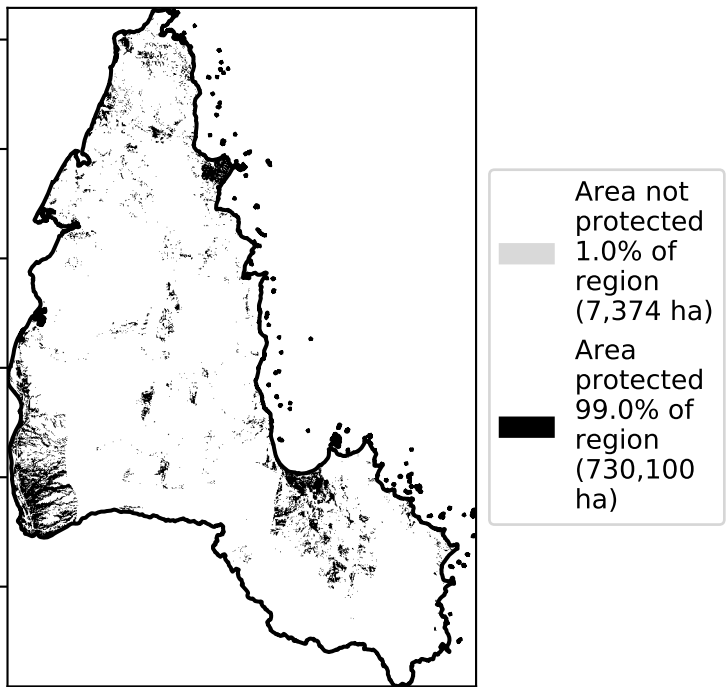 Area not
protected
1.0% of
region
(7,374 ha)
Area
protected
99.0% of
region
(730,100
ha)